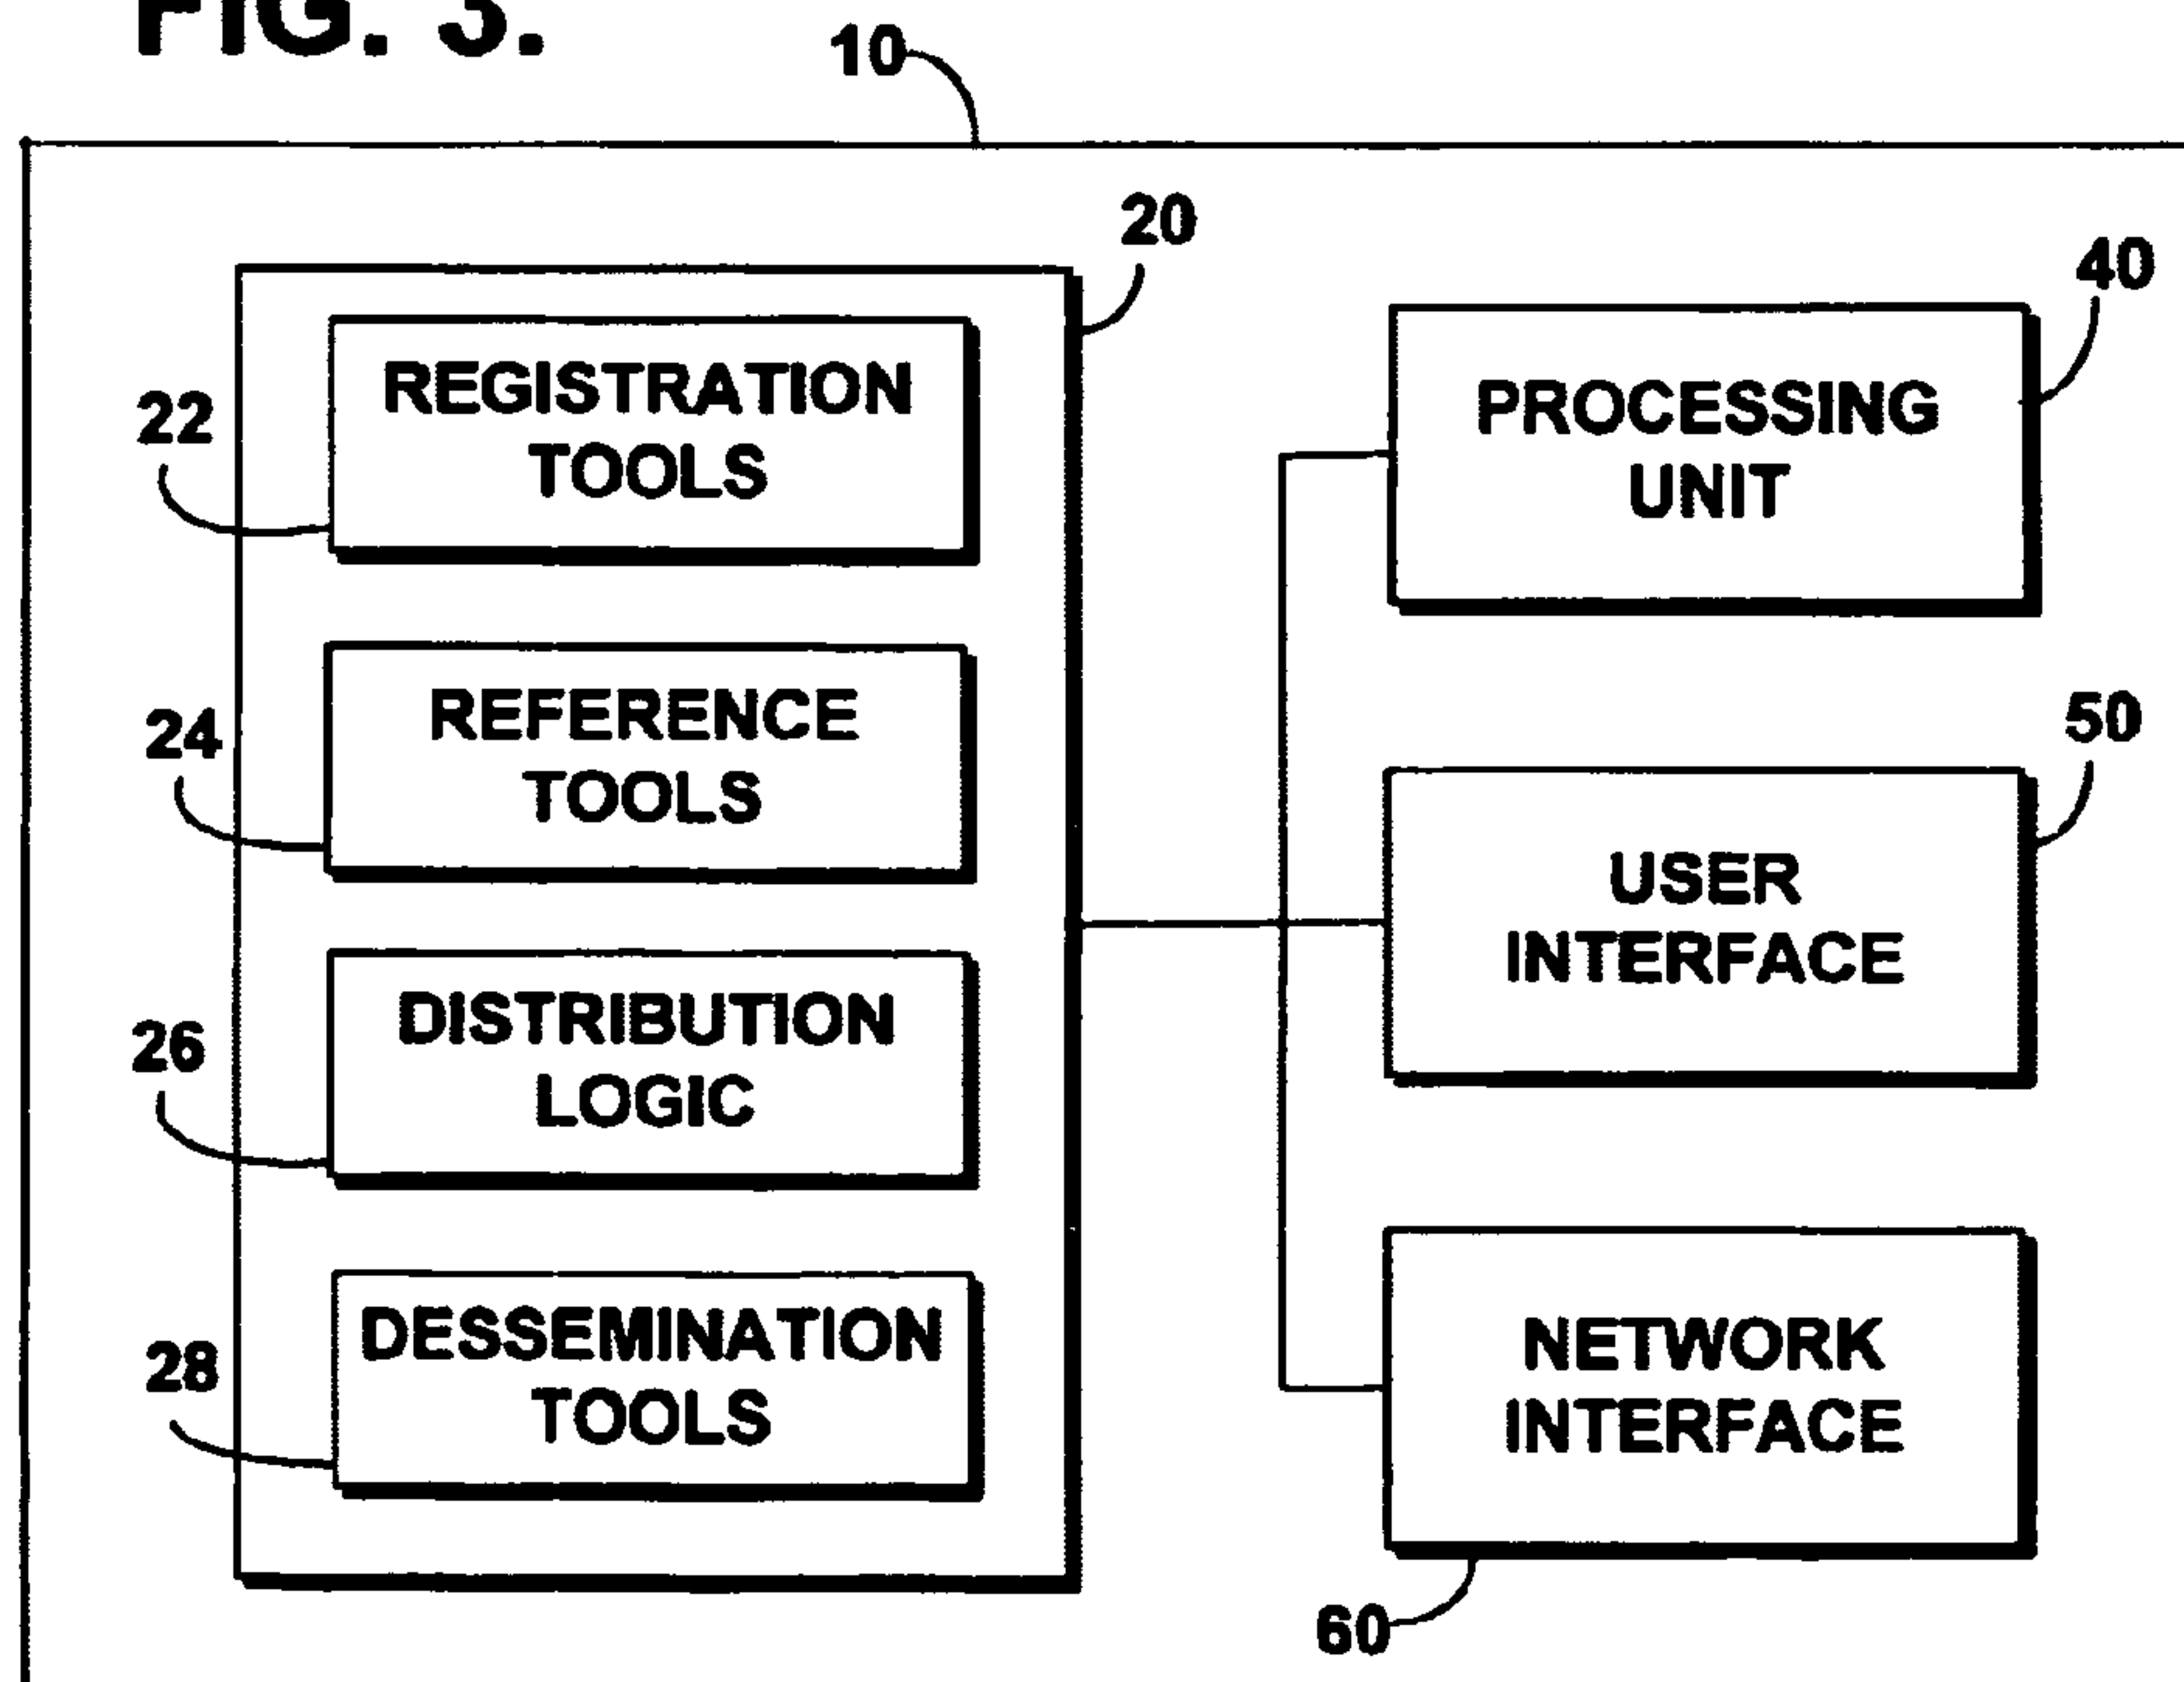 FIG. 3.
10
20
22
REGISTRATION
TOOLS
24
REFERENCE
TOOLS
26
DISTRIBUTION
LOGIC
28
DESSEMINATION
TOOLS
40
PROCESSING
UNIT
50
USER
INTERFACE
NETWORK
INTERFACE
60